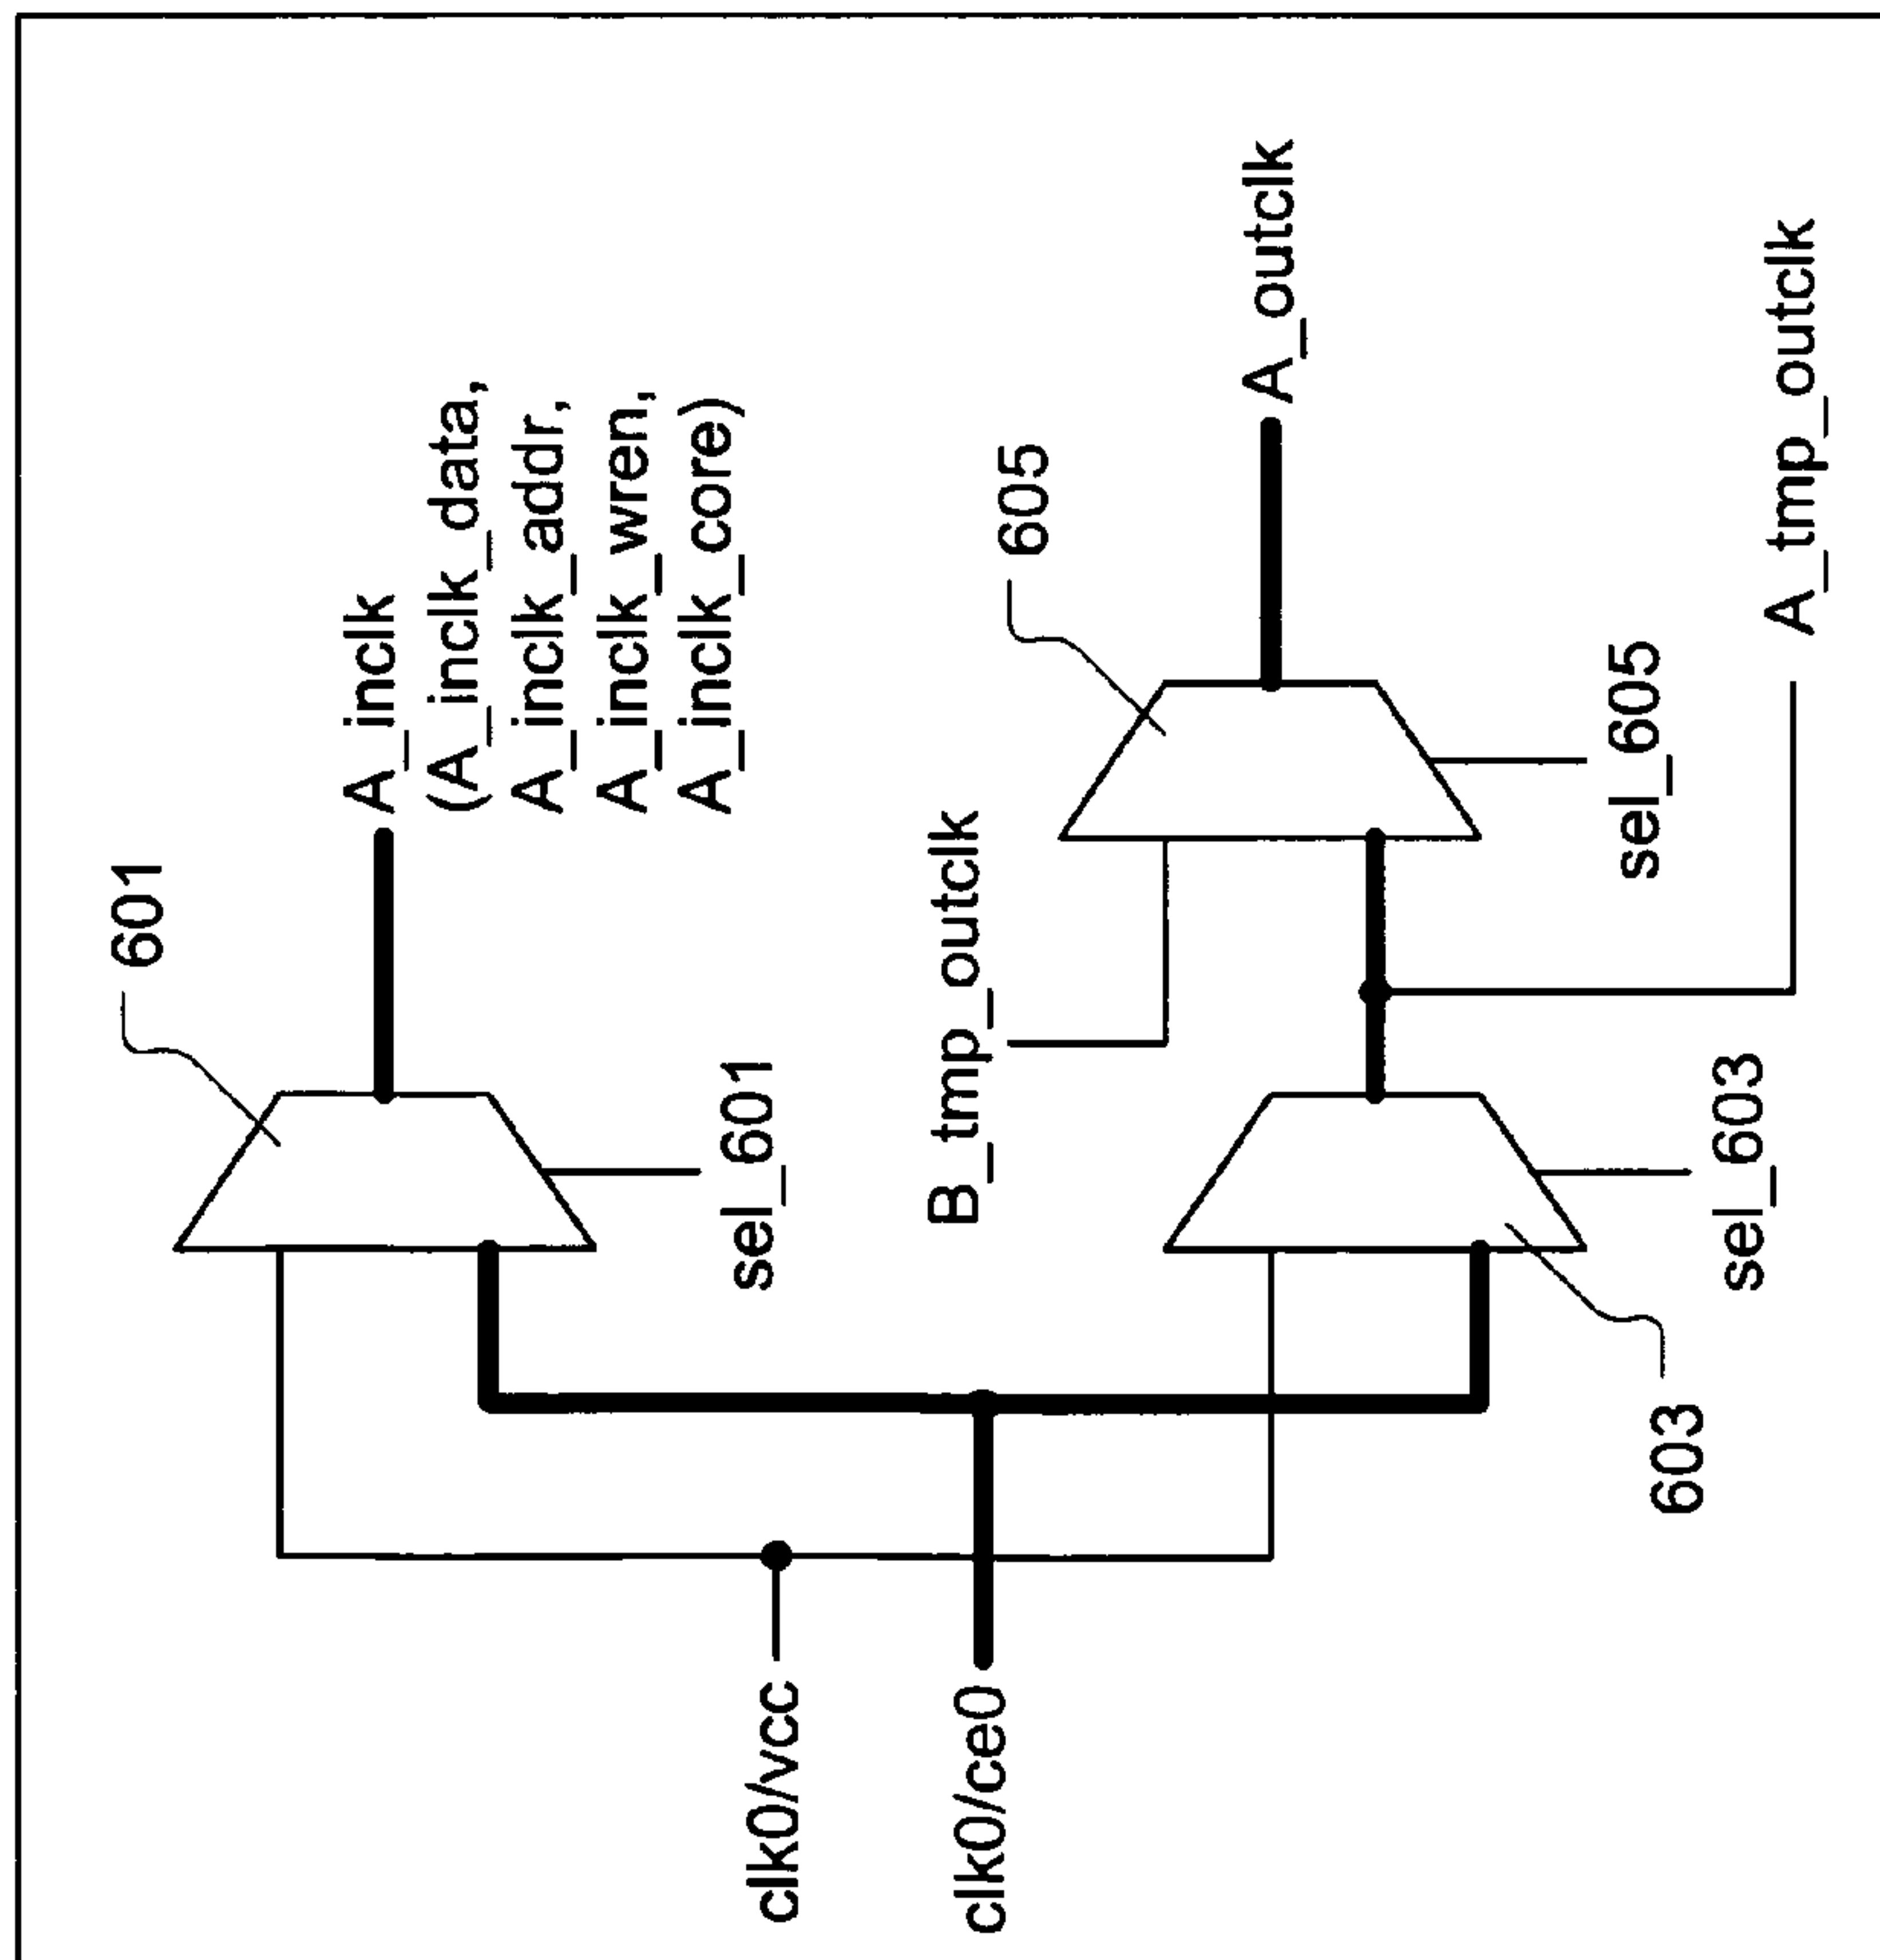 601
A_inclk
(A_inclk_data,
A_inclk_addr,
A_inclk_wren,
A_inclk_core)
sel_601
clk0/vcc
clk0/ce0
B_tmp_outclk
605
A_outclk
sel_605
603
sel_603
A_tmp_outclk